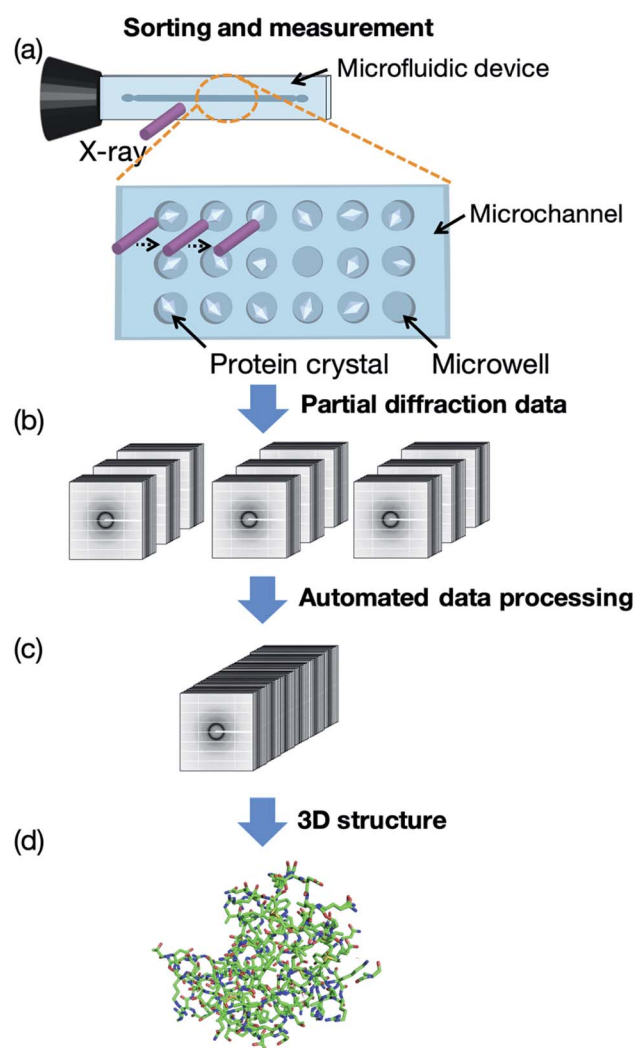 Sorting and measurement
(a)
Microfluidic device
X-ray
Microchannel
Protein crystal
Microwell
Partial diffraction data
(b)
Automated data processing
(c)
3D structure
(d)